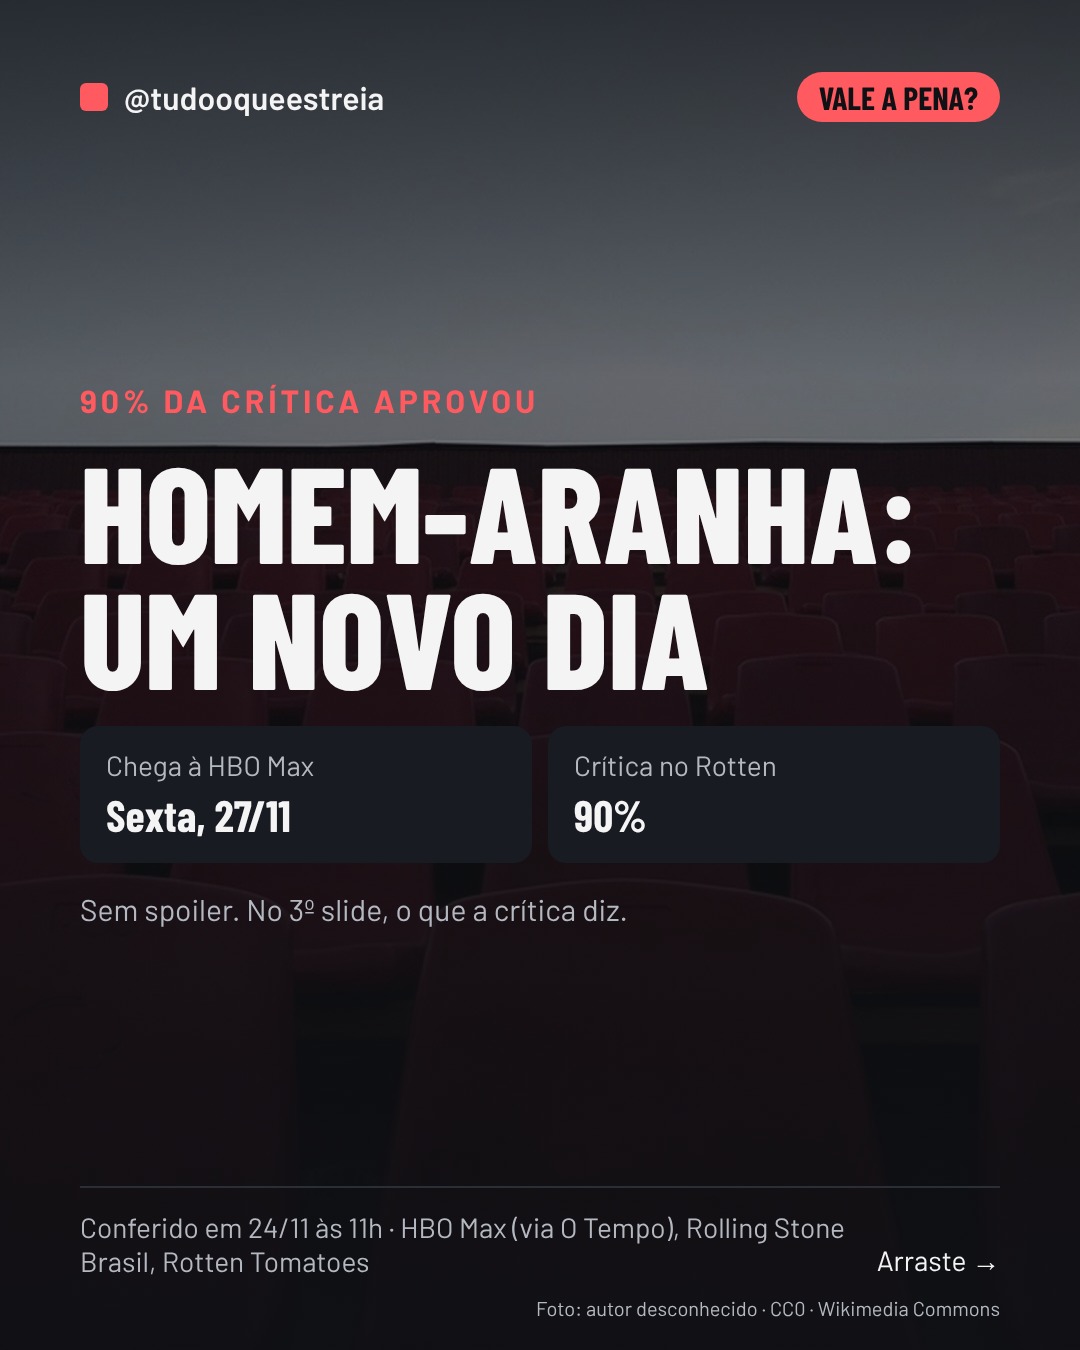 @tudooqueestreia
VALE A PENA?
90% DA CRÍTICA APROVOU
HOMEM-ARANHA:
UM NOVO DIA
Chega à HBO Max
Sexta, 27/11
Crítica no Rotten
90%
Sem spoiler. No 3º slide, o que a crítica diz.
Conferido em 24/11 às 11h · HBO Max (via O Tempo), Rolling Stone
Brasil, Rotten Tomatoes
Arraste →
Foto: autor desconhecido · CC0 · Wikimedia Commons